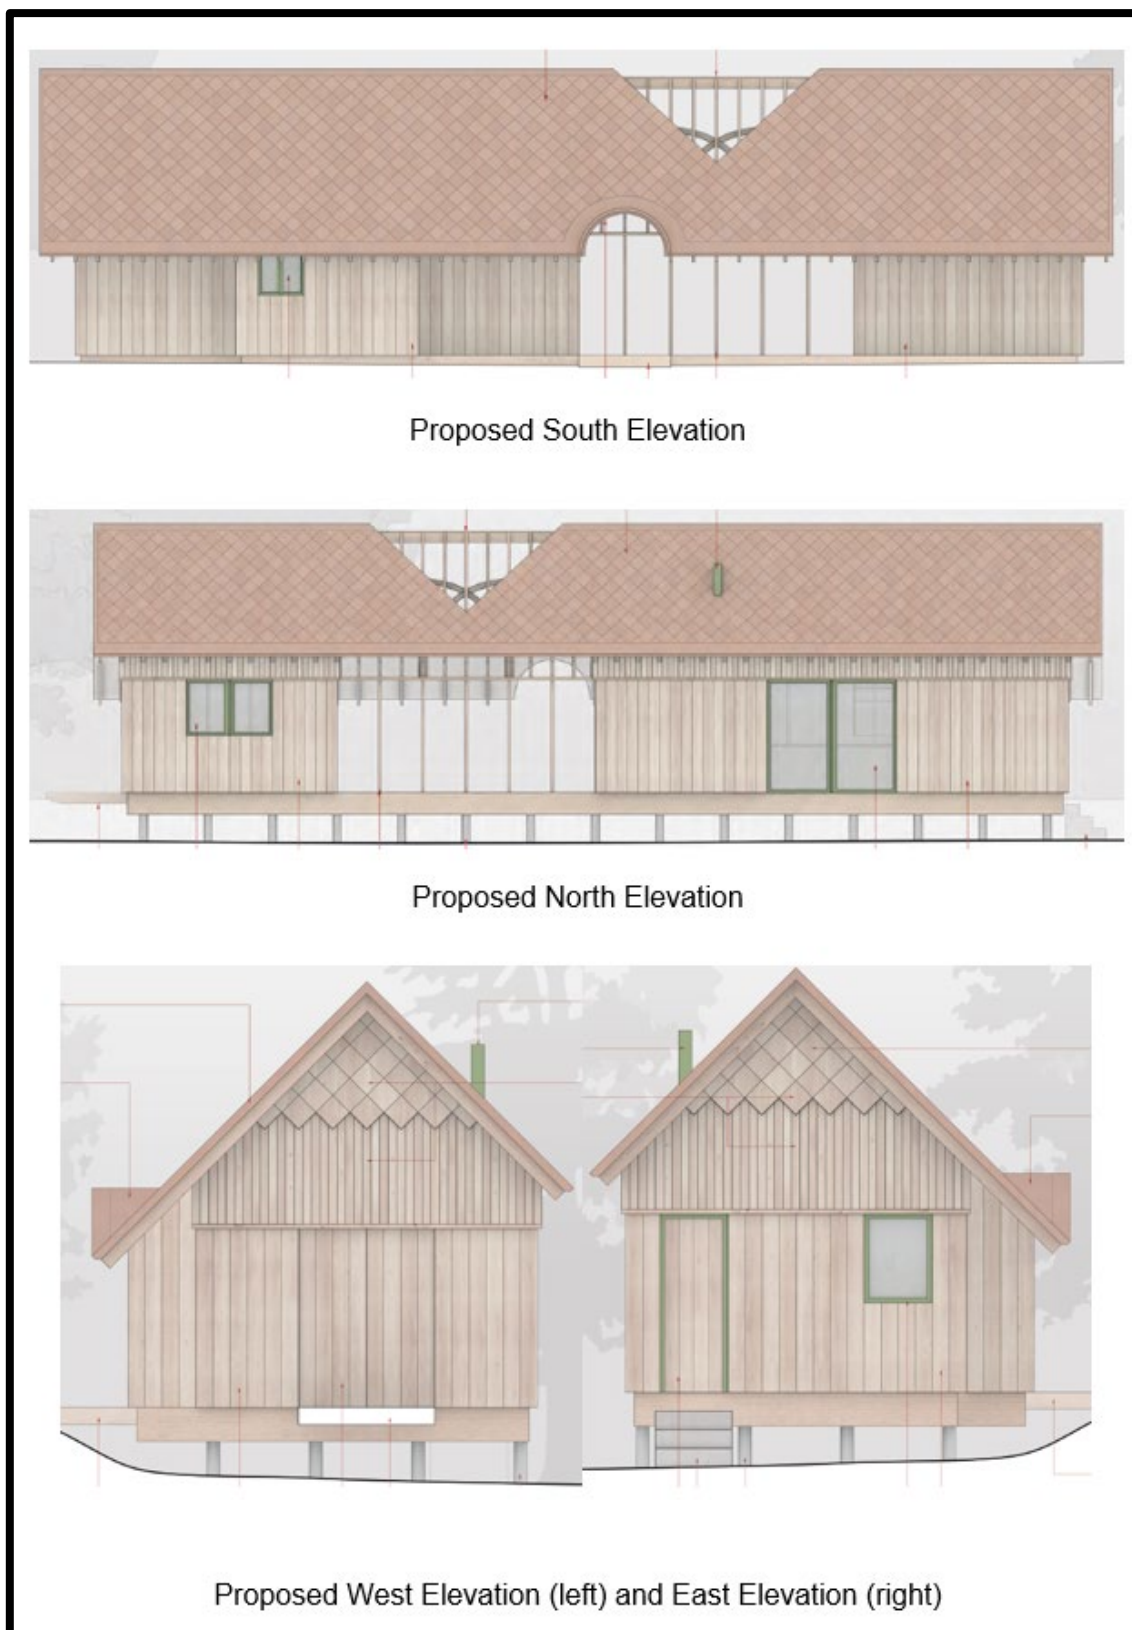 Proposed South Elevation
Proposed North Elevation
Proposed West Elevation (left) and East Elevation (right)